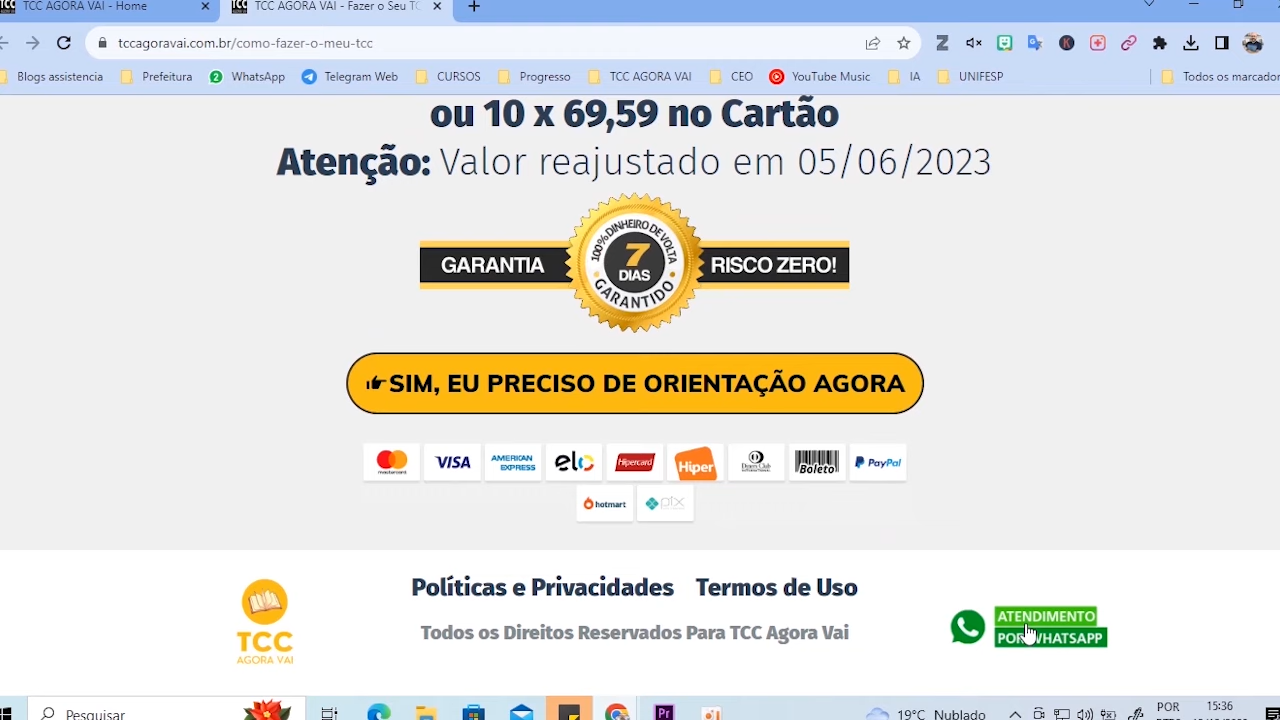 TCC AGORA VAI - Home
TCC AGORA VAI - Fazer o Seu TC
tccagoravai.com.br/como-fazer-o-meu-tcc
Blogs assistencia Prefeitura WhatsApp Telegram Web CURSOS Progresso TCC AGORA VAI CEO YouTube Music IA UNIFESP Todos os marcador
ou 10 x 69,59 no Cartão
Atenção: Valor reajustado em 05/06/2023
100% DINHEIRO DE VOLTA
GARANTIA 7 DIAS RISCO ZERO!
GARANTIDO
SIM, EU PRECISO DE ORIENTAÇÃO AGORA
mastercard VISA AMERICAN EXPRESS elo Hipercard Hiper Diners Club Boleto PayPal
hotmart pix
Políticas e Privacidades Termos de Uso
Todos os Direitos Reservados Para TCC Agora Vai
TCC
AGORA VAI
ATENDIMENTO
POR WHATSAPP
Pesquisar Pr 19°C Nublado POR 15:36